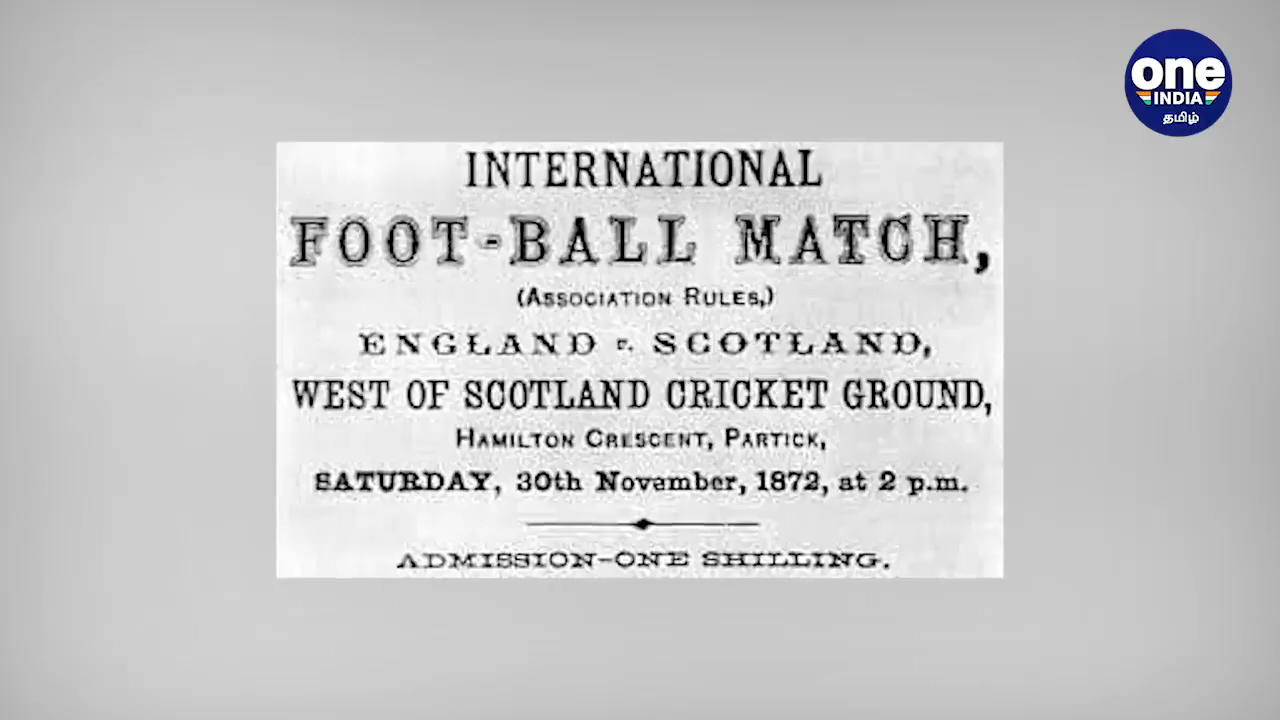 one
INDIA
தமிழ்
INTERNATIONAL
FOOT-BALL MATCH,
(ASSOCIATION RULES,)
ENGLAND v. SCOTLAND,
WEST OF SCOTLAND CRICKET GROUND,
HAMILTON CRESCENT, PARTICK,
SATURDAY, 30th November, 1872, at 2 p.m.
ADMISSION-ONE SHILLING.